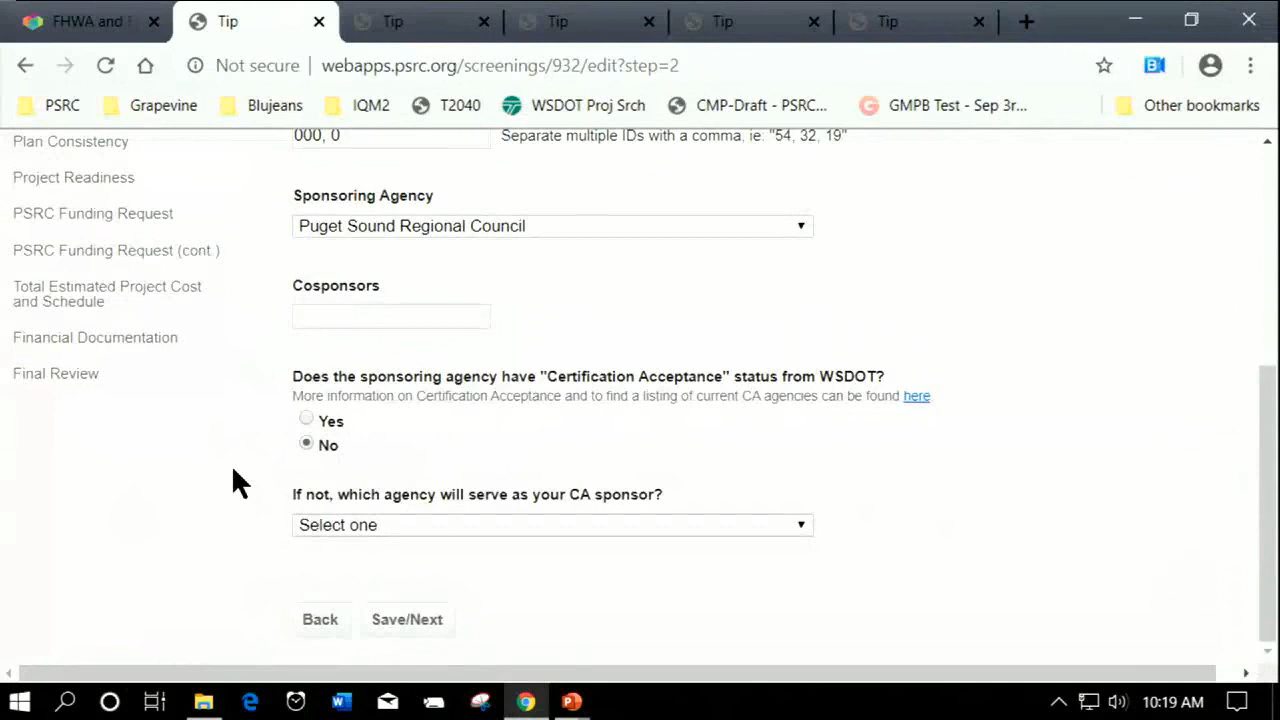 FHWA and
Tip
Tip
Tip
Tip
Tip
Not secure
webapps.psrc.org/screenings/932/edit?step=2
PSRC
Grapevine
Blujeans
IQM2
T2040
WSDOT Proj Srch
CMP-Draft - PSRC...
GMPB Test - Sep 3r...
Other bookmarks
Plan Consistency
Project Readiness
PSRC Funding Request
PSRC Funding Request (cont.)
Total Estimated Project Cost
and Schedule
Financial Documentation
Final Review
000, 0
Separate multiple IDs with a comma, ie: "54, 32, 19"
Sponsoring Agency
Puget Sound Regional Council
Cosponsors
Does the sponsoring agency have "Certification Acceptance" status from WSDOT?
More information on Certification Acceptance and to find a listing of current CA agencies can be found here
Yes
No
If not, which agency will serve as your CA sponsor?
Select one
Back
Save/Next
10:19 AM